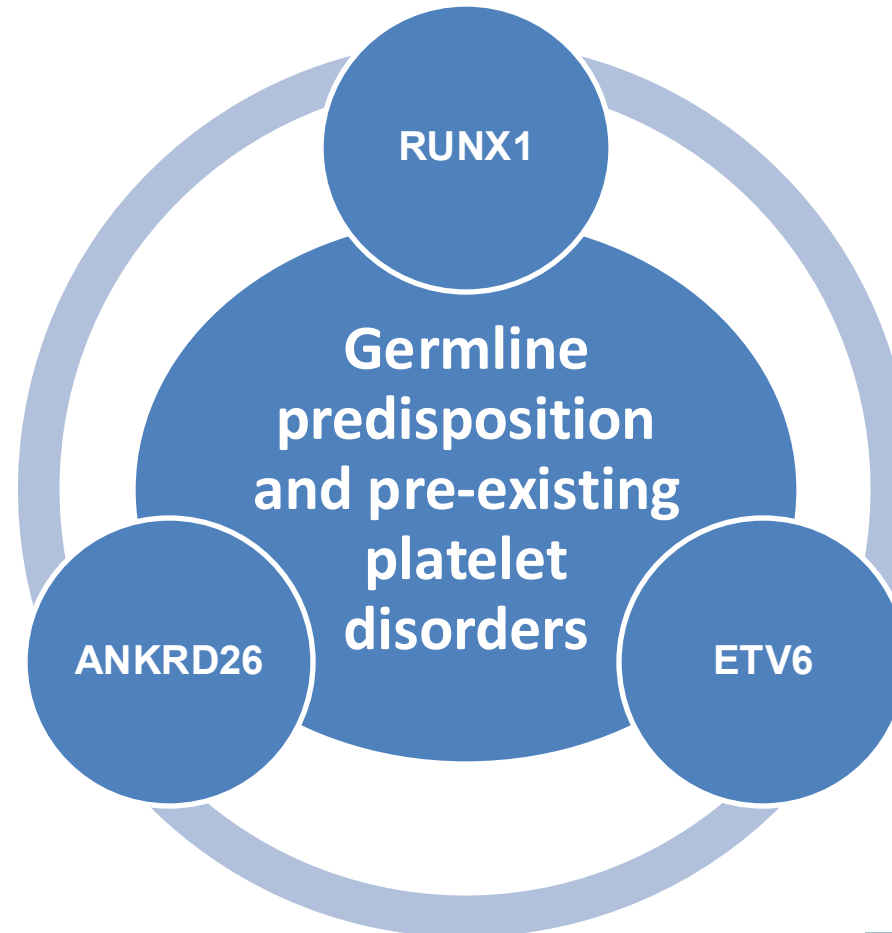 RUNX1
Germline
predisposition
and pre-existing
platelet
disorders
ANKRD26
ETV6